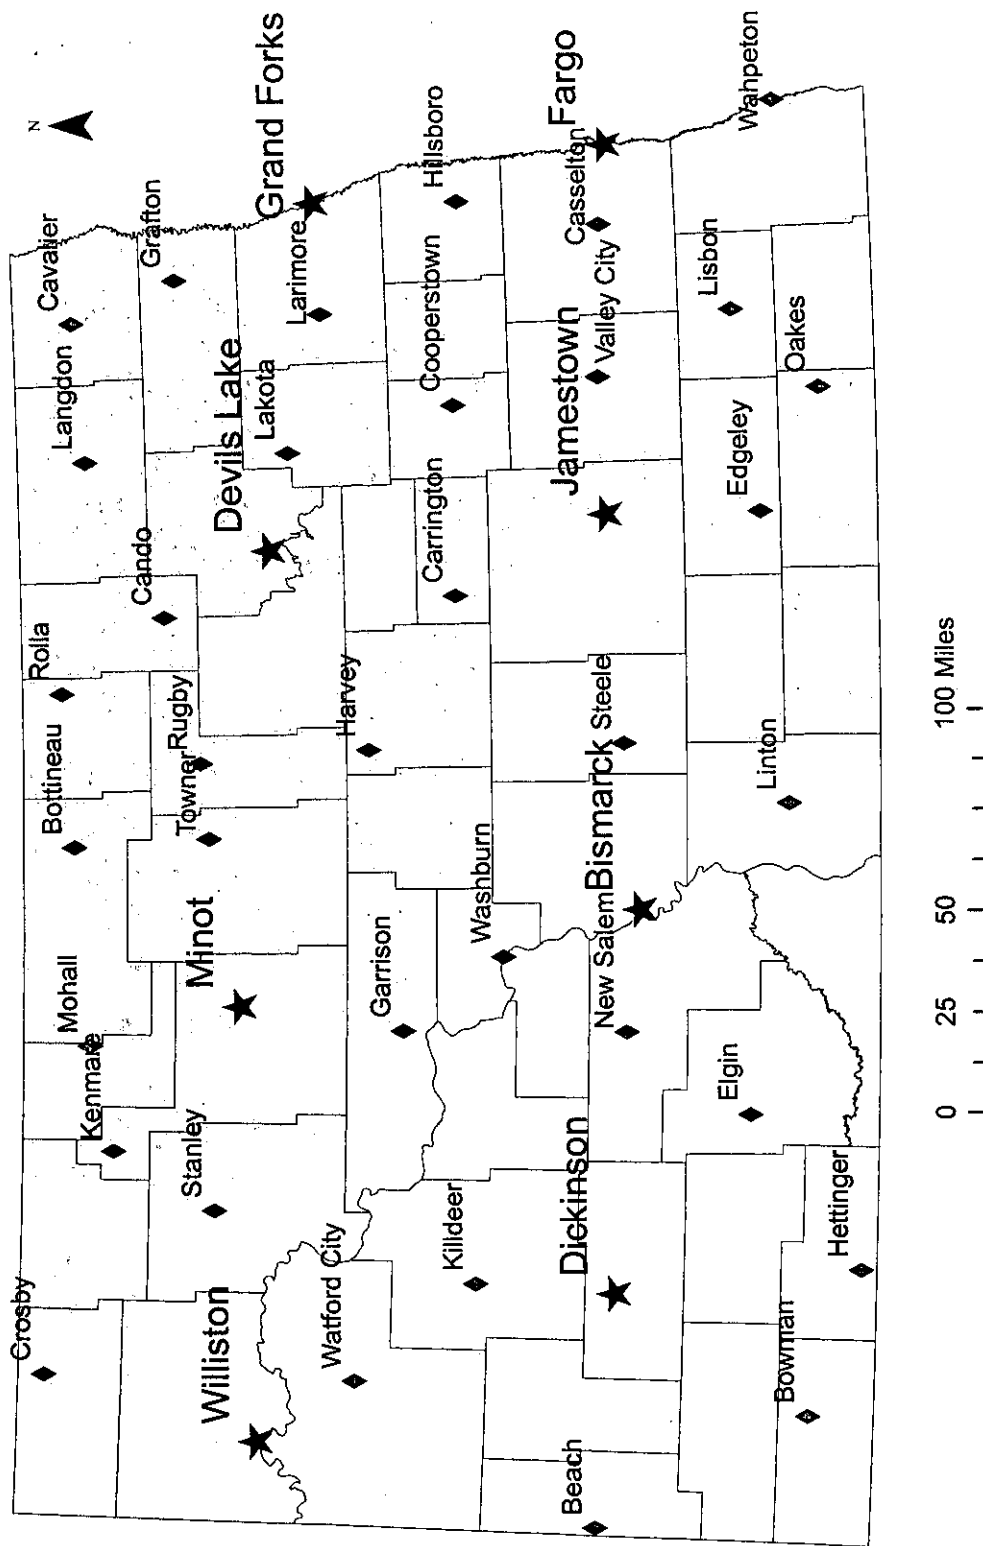 N
Crosby
Kenmare
Mohall
Bottineau
Rolla
Langdon
Cavalier
Cando
Grafton
Williston
Stanley
Minot
Towner
Rugby
Devils Lake
Lakota
Larimore
Grand Forks
Watford City
Garrison
Harvey
Killdeer
Washburn
Carrington
Cooperstown
Hillsboro
Beach
Dickinson
New Salem
Bismarck
Steele
Jamestown
Valley City
Casselton
Fargo
Elgin
Edgeley
Lisbon
Wahpeton
Bowman
Hettinger
Linton
Oakes
0 25 50 100 Miles